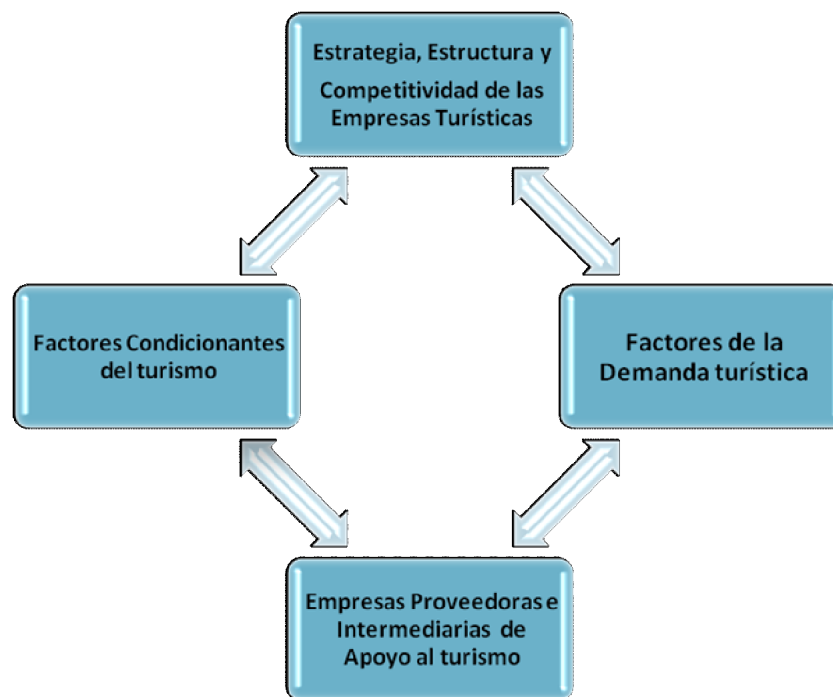 Estrategia, Estructura y
Competitividad de las
Empresas Turísticas
Factores Condicionantes
del turismo
Factores de la
Demanda turística
Empresas Proveedoras e
Intermediarias de
Apoyo al turismo